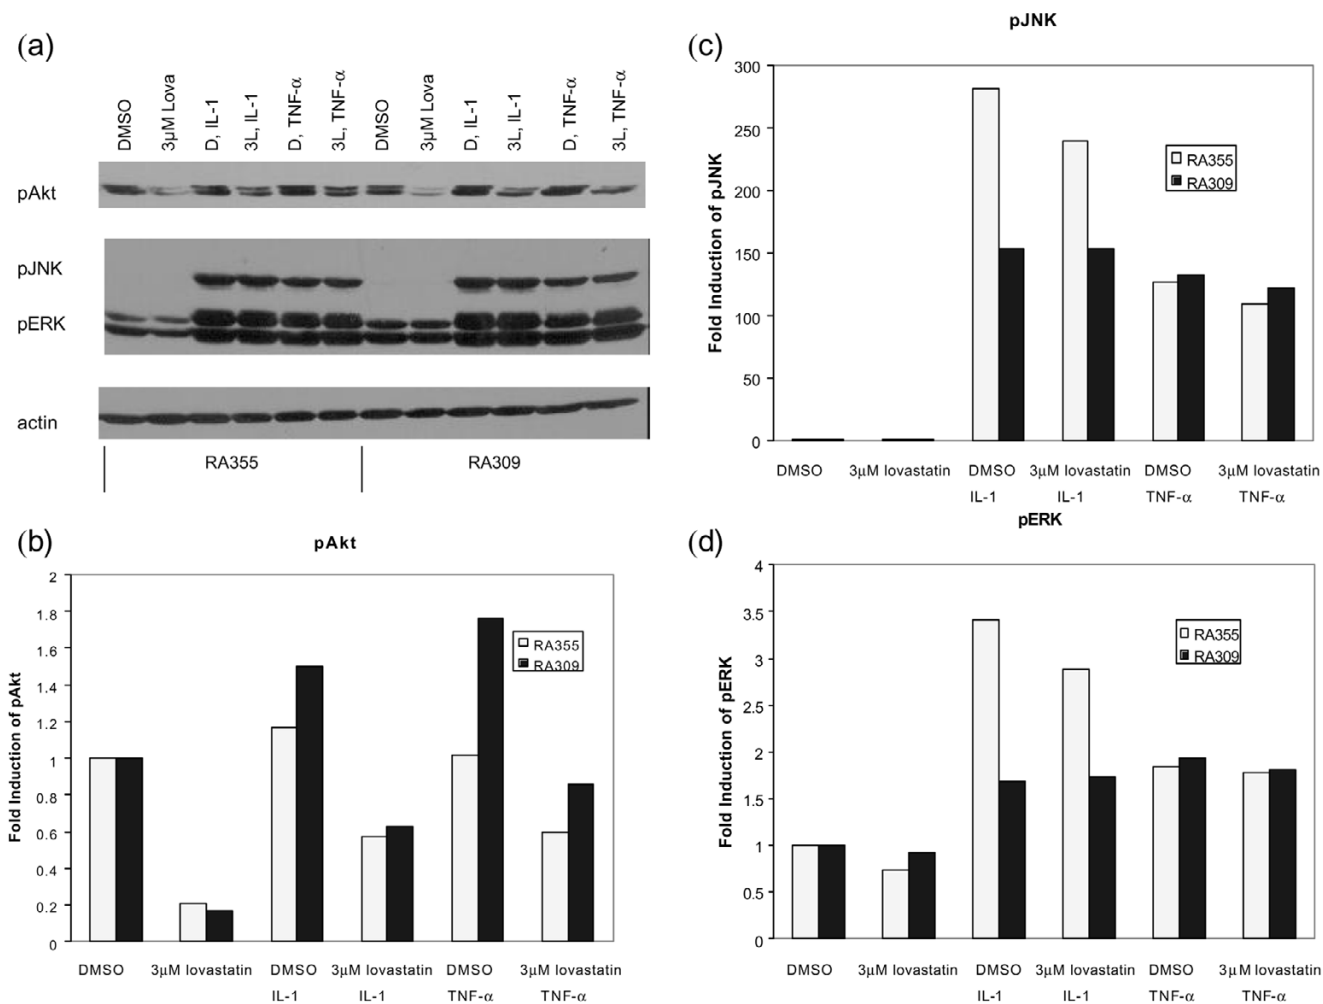 (a)
DMSO
3µM Lova
D, IL-1
3L, IL-1
D, TNF-α
3L, TNF-α
DMSO
3µM Lova
D, IL-1
3L, IL-1
D, TNF-α
3L, TNF-α
pAkt
pJNK
pERK
actin
RA355 RA309
(b)
pAkt
Fold Induction of pAkt
2
1.8
1.6
1.4
1.2
1
0.8
0.6
0.4
0.2
0
RA355
RA309
DMSO 3µM lovastatin DMSO 3µM lovastatin DMSO 3µM lovastatin
IL-1 IL-1 TNF-α TNF-α
(c)
pJNK
Fold Induction of pJNK
300
250
200
150
100
50
0
RA355
RA309
DMSO 3µM lovastatin DMSO 3µM lovastatin DMSO 3µM lovastatin
IL-1 IL-1 TNF-α TNF-α
(d)
pERK
Fold Induction of pERK
4
3.5
3
2.5
2
1.5
1
0.5
0
RA355
RA309
DMSO 3µM lovastatin DMSO 3µM lovastatin DMSO 3µM lovastatin
IL-1 IL-1 TNF-α TNF-α